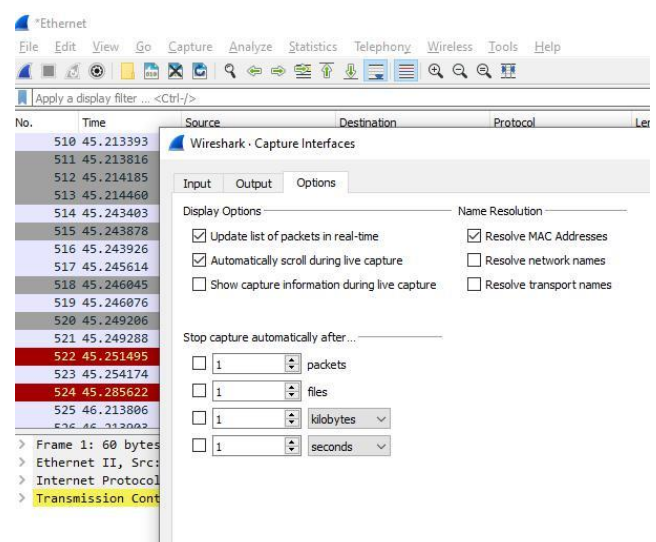 *Ethernet
File Edit View Go Capture Analyze Statistics Telephony Wireless Tools Help
Apply a display filter ... <Ctrl-/>
No. Time Source Destination Protocol Ler
510 45.213393
511 45.213816
512 45.214185
513 45.214460
514 45.243403
515 45.243878
516 45.243926
517 45.245614
518 45.246045
519 45.246076
520 45.249206
521 45.249288
522 45.251495
523 45.254174
524 45.285622
525 46.213806
526 46.213903
Frame 1: 60 bytes
Ethernet II, Src:
Internet Protocol
Transmission Cont
Wireshark · Capture Interfaces
Input Output Options
Display Options
Update list of packets in real-time
Automatically scroll during live capture
Show capture information during live capture
Name Resolution
Resolve MAC Addresses
Resolve network names
Resolve transport names
Stop capture automatically after...
1 packets
1 files
1 kilobytes
1 seconds